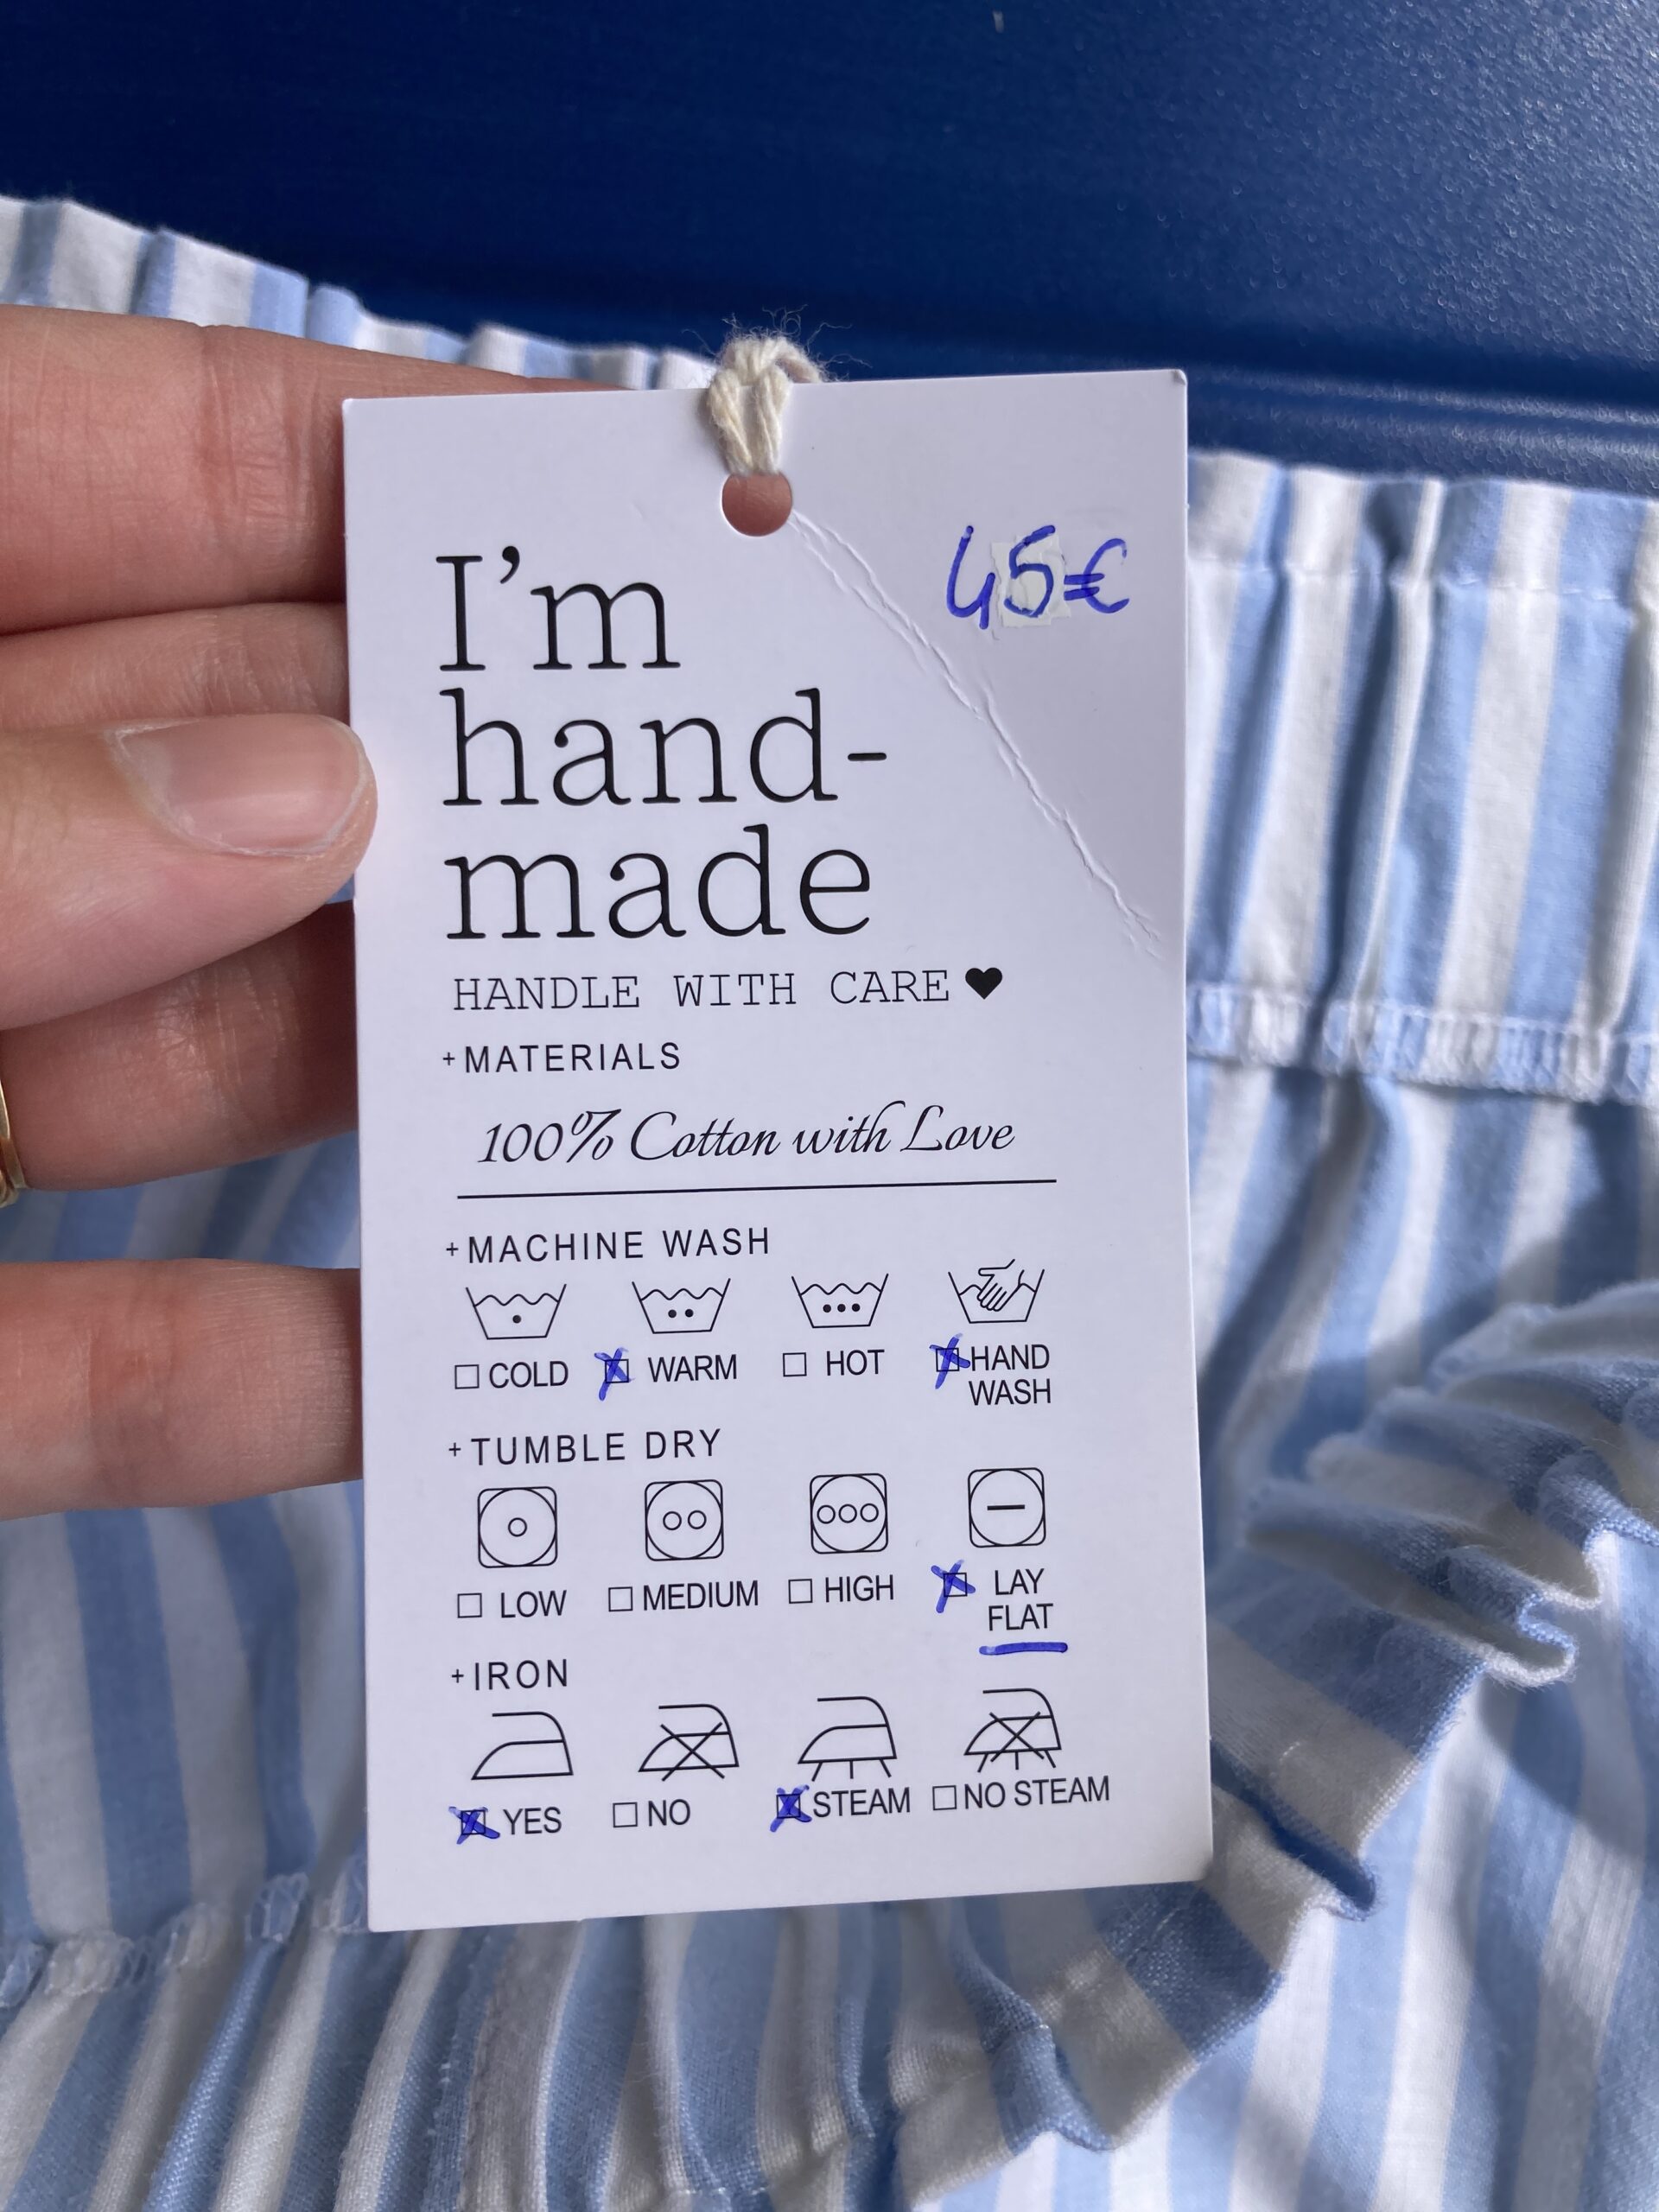 45€
I'm
hand-
made
HANDLE WITH CARE ♥
+MATERIALS
100% Cotton with Love
+MACHINE WASH
COLD WARM HOT HAND WASH
+TUMBLE DRY
LOW MEDIUM HIGH LAY FLAT
+IRON
YES NO STEAM NO STEAM